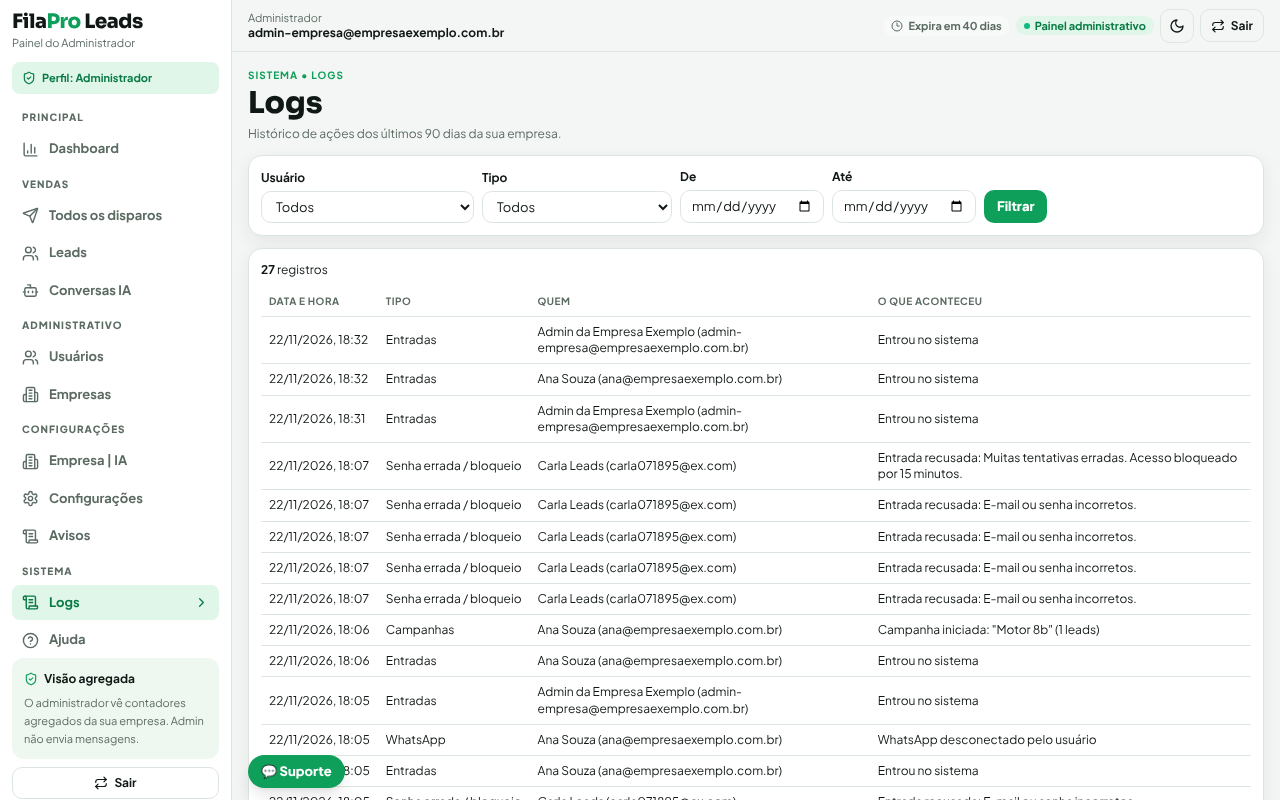 FilaPro Leads
Painel do Administrador
Perfil: Administrador
PRINCIPAL
Dashboard
VENDAS
Todos os disparos
Leads
Conversas IA
ADMINISTRATIVO
Usuários
Empresas
CONFIGURAÇÕES
Empresa | IA
Configurações
Avisos
SISTEMA
Logs
Ajuda
Visão agregada
O administrador vê contadores
agregados da sua empresa. Admin
não envia mensagens.
Sair
Administrador
admin-empresa@empresaexemplo.com.br
Expira em 40 dias
Painel administrativo
Sair
SISTEMA • LOGS
Logs
Histórico de ações dos últimos 90 dias da sua empresa.
Usuário
Tipo
De
Até
Todos
Todos
mm/dd/yyyy
mm/dd/yyyy
Filtrar
27 registros
DATA E HORA TIPO QUEM O QUE ACONTECEU
22/11/2026, 18:32 Entradas Admin da Empresa Exemplo (admin-
empresa@empresaexemplo.com.br) Entrou no sistema
22/11/2026, 18:32 Entradas Ana Souza (ana@empresaexemplo.com.br) Entrou no sistema
22/11/2026, 18:31 Entradas Admin da Empresa Exemplo (admin-
empresa@empresaexemplo.com.br) Entrou no sistema
22/11/2026, 18:07 Senha errada / bloqueio Carla Leads (carla071895@ex.com) Entrada recusada: Muitas tentativas erradas. Acesso bloqueado
por 15 minutos.
22/11/2026, 18:07 Senha errada / bloqueio Carla Leads (carla071895@ex.com) Entrada recusada: E-mail ou senha incorretos.
22/11/2026, 18:07 Senha errada / bloqueio Carla Leads (carla071895@ex.com) Entrada recusada: E-mail ou senha incorretos.
22/11/2026, 18:07 Senha errada / bloqueio Carla Leads (carla071895@ex.com) Entrada recusada: E-mail ou senha incorretos.
22/11/2026, 18:07 Senha errada / bloqueio Carla Leads (carla071895@ex.com) Entrada recusada: E-mail ou senha incorretos.
22/11/2026, 18:06 Campanhas Ana Souza (ana@empresaexemplo.com.br) Campanha iniciada: "Motor 8b" (1 leads)
22/11/2026, 18:06 Entradas Ana Souza (ana@empresaexemplo.com.br) Entrou no sistema
22/11/2026, 18:05 Entradas Admin da Empresa Exemplo (admin-
empresa@empresaexemplo.com.br) Entrou no sistema
22/11/2026, 18:05 WhatsApp Ana Souza (ana@empresaexemplo.com.br) WhatsApp desconectado pelo usuário
Suporte
Entradas Ana Souza (ana@empresaexemplo.com.br) Entrou no sistema